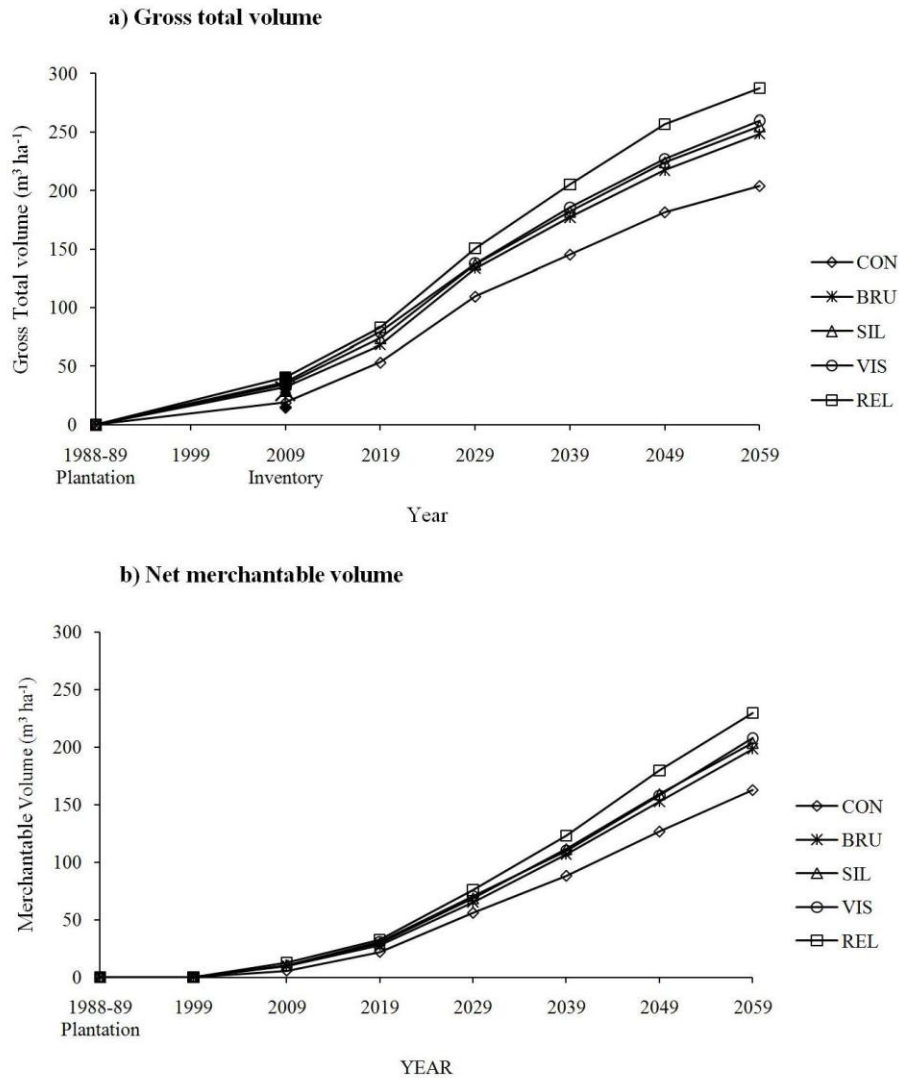 a) Gross total volume
300
250
200
150
100
50
0
Gross Total volume (m³ ha⁻¹)
1988-89 1999 2009 2019 2029 2039 2049 2059
Plantation Inventory
Year
CON
BRU
SIL
VIS
REL
b) Net merchantable volume
300
250
200
150
100
50
0
Merchantable Volume (m³ ha⁻¹)
1988-89 1999 2009 2019 2029 2039 2049 2059
Plantation
YEAR
CON
BRU
SIL
VIS
REL